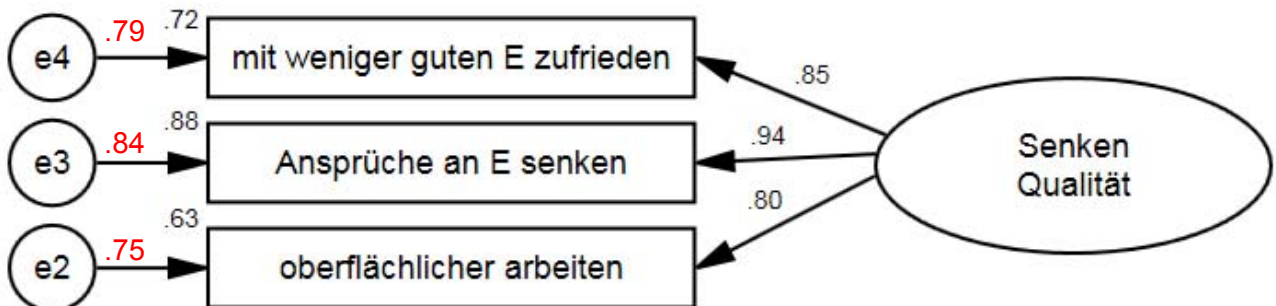 e4
.79
.72
mit weniger guten E zufrieden
.85
e3
.84
.88
Ansprüche an E senken
.94
Senken
Qualität
e2
.75
.63
oberflächlicher arbeiten
.80